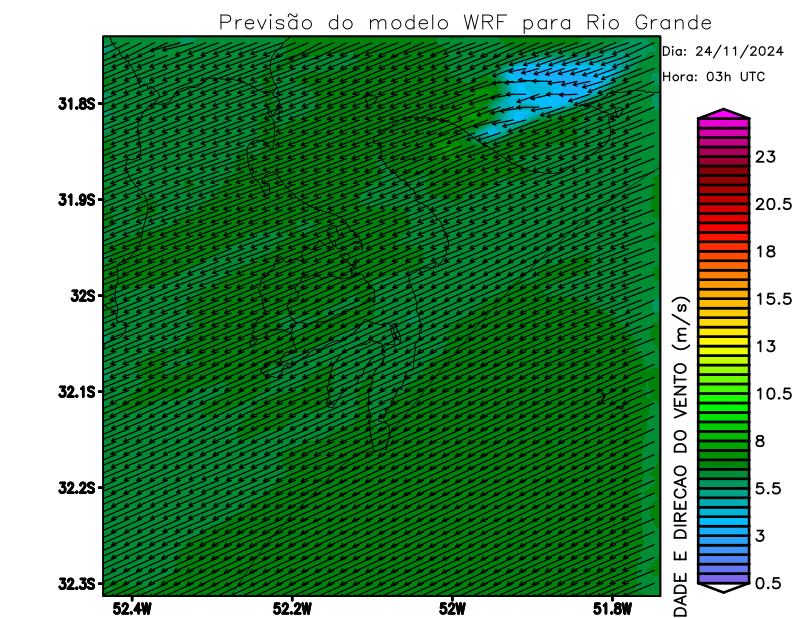 Previsão do modelo WRF para Rio Grande
Dia: 24/11/2024
Hora: 03h UTC
31.8S
31.9S
32S
32.1S
32.2S
32.3S
52.4W
52.2W
52W
51.8W
DADE E DIRECAO DO VENTO (m/s)
23
20.5
18
15.5
13
10.5
8
5.5
3
0.5